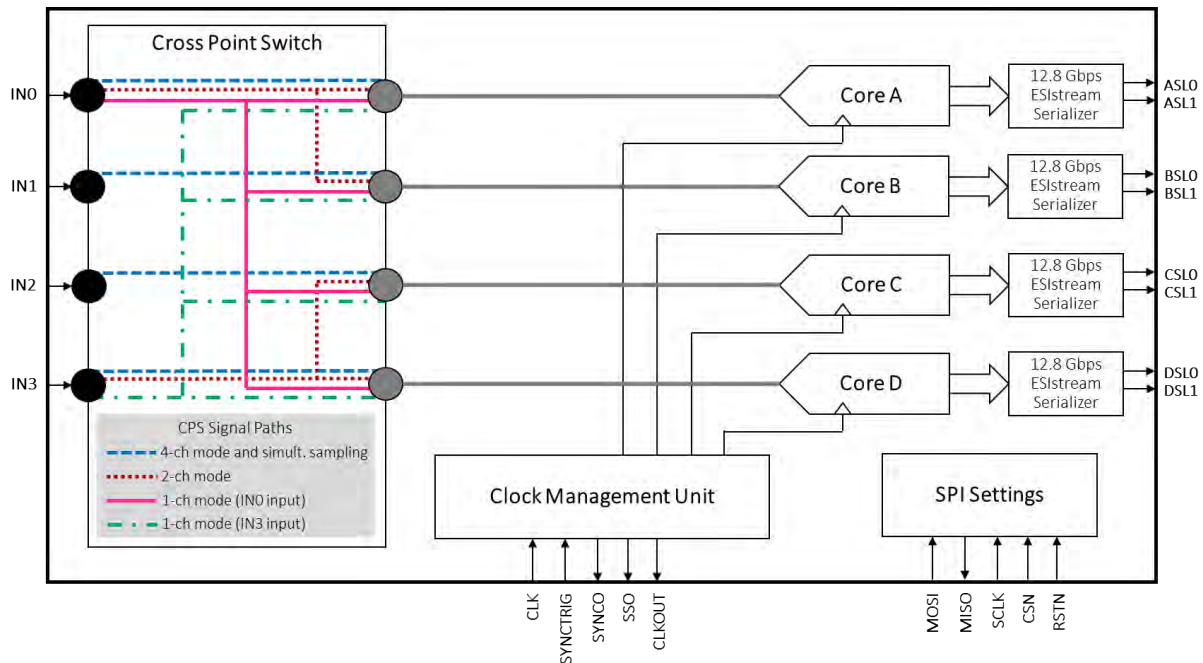 Cross Point Switch
IN0
IN1
IN2
IN3
CPS Signal Paths
4-ch mode and simult. sampling
2-ch mode
1-ch mode (IN0 input)
1-ch mode (IN3 input)
Core A
12.8 Gbps
ESIstream
Serializer
ASL0
ASL1
Core B
12.8 Gbps
ESIstream
Serializer
BSL0
BSL1
Core C
12.8 Gbps
ESIstream
Serializer
CSL0
CSL1
Core D
12.8 Gbps
ESIstream
Serializer
DSL0
DSL1
Clock Management Unit
CLK
SYNCTRIG
SYNCO
SSO
CLKOUT
SPI Settings
MOSI
MISO
SCLK
CSN
RSTN